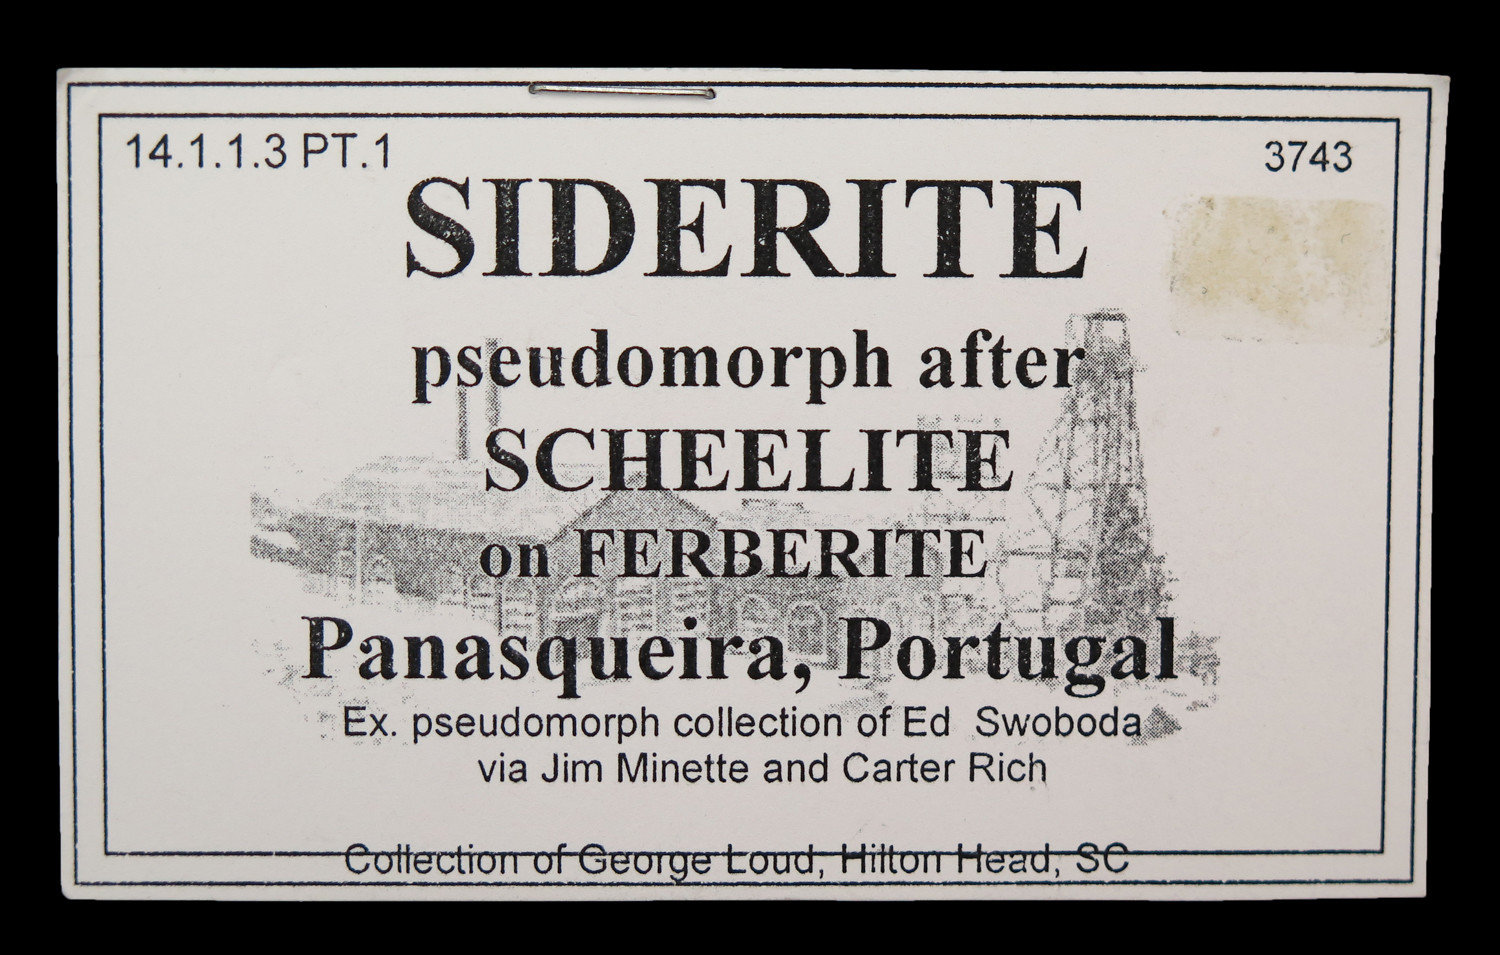 14.1.1.3 PT.1 3743
SIDERITE
pseudomorph after
SCHEELITE
on FERBERITE
Panasqueira, Portugal
Ex. pseudomorph collection of Ed Swoboda
via Jim Minette and Carter Rich
Collection of George Loud, Hilton Head, SC